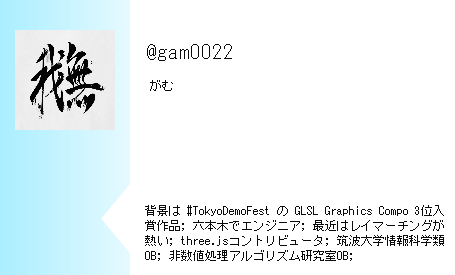 我無
@gam0022
がむ
背景は #TokyoDemoFest の GLSL Graphics Compo 3位入
賞作品; 六本木でエンジニア; 最近はレイマーチングが
熱い; three.jsコントリビュータ; 筑波大学情報科学類
OB; 非数値処理アルゴリズム研究室OB;